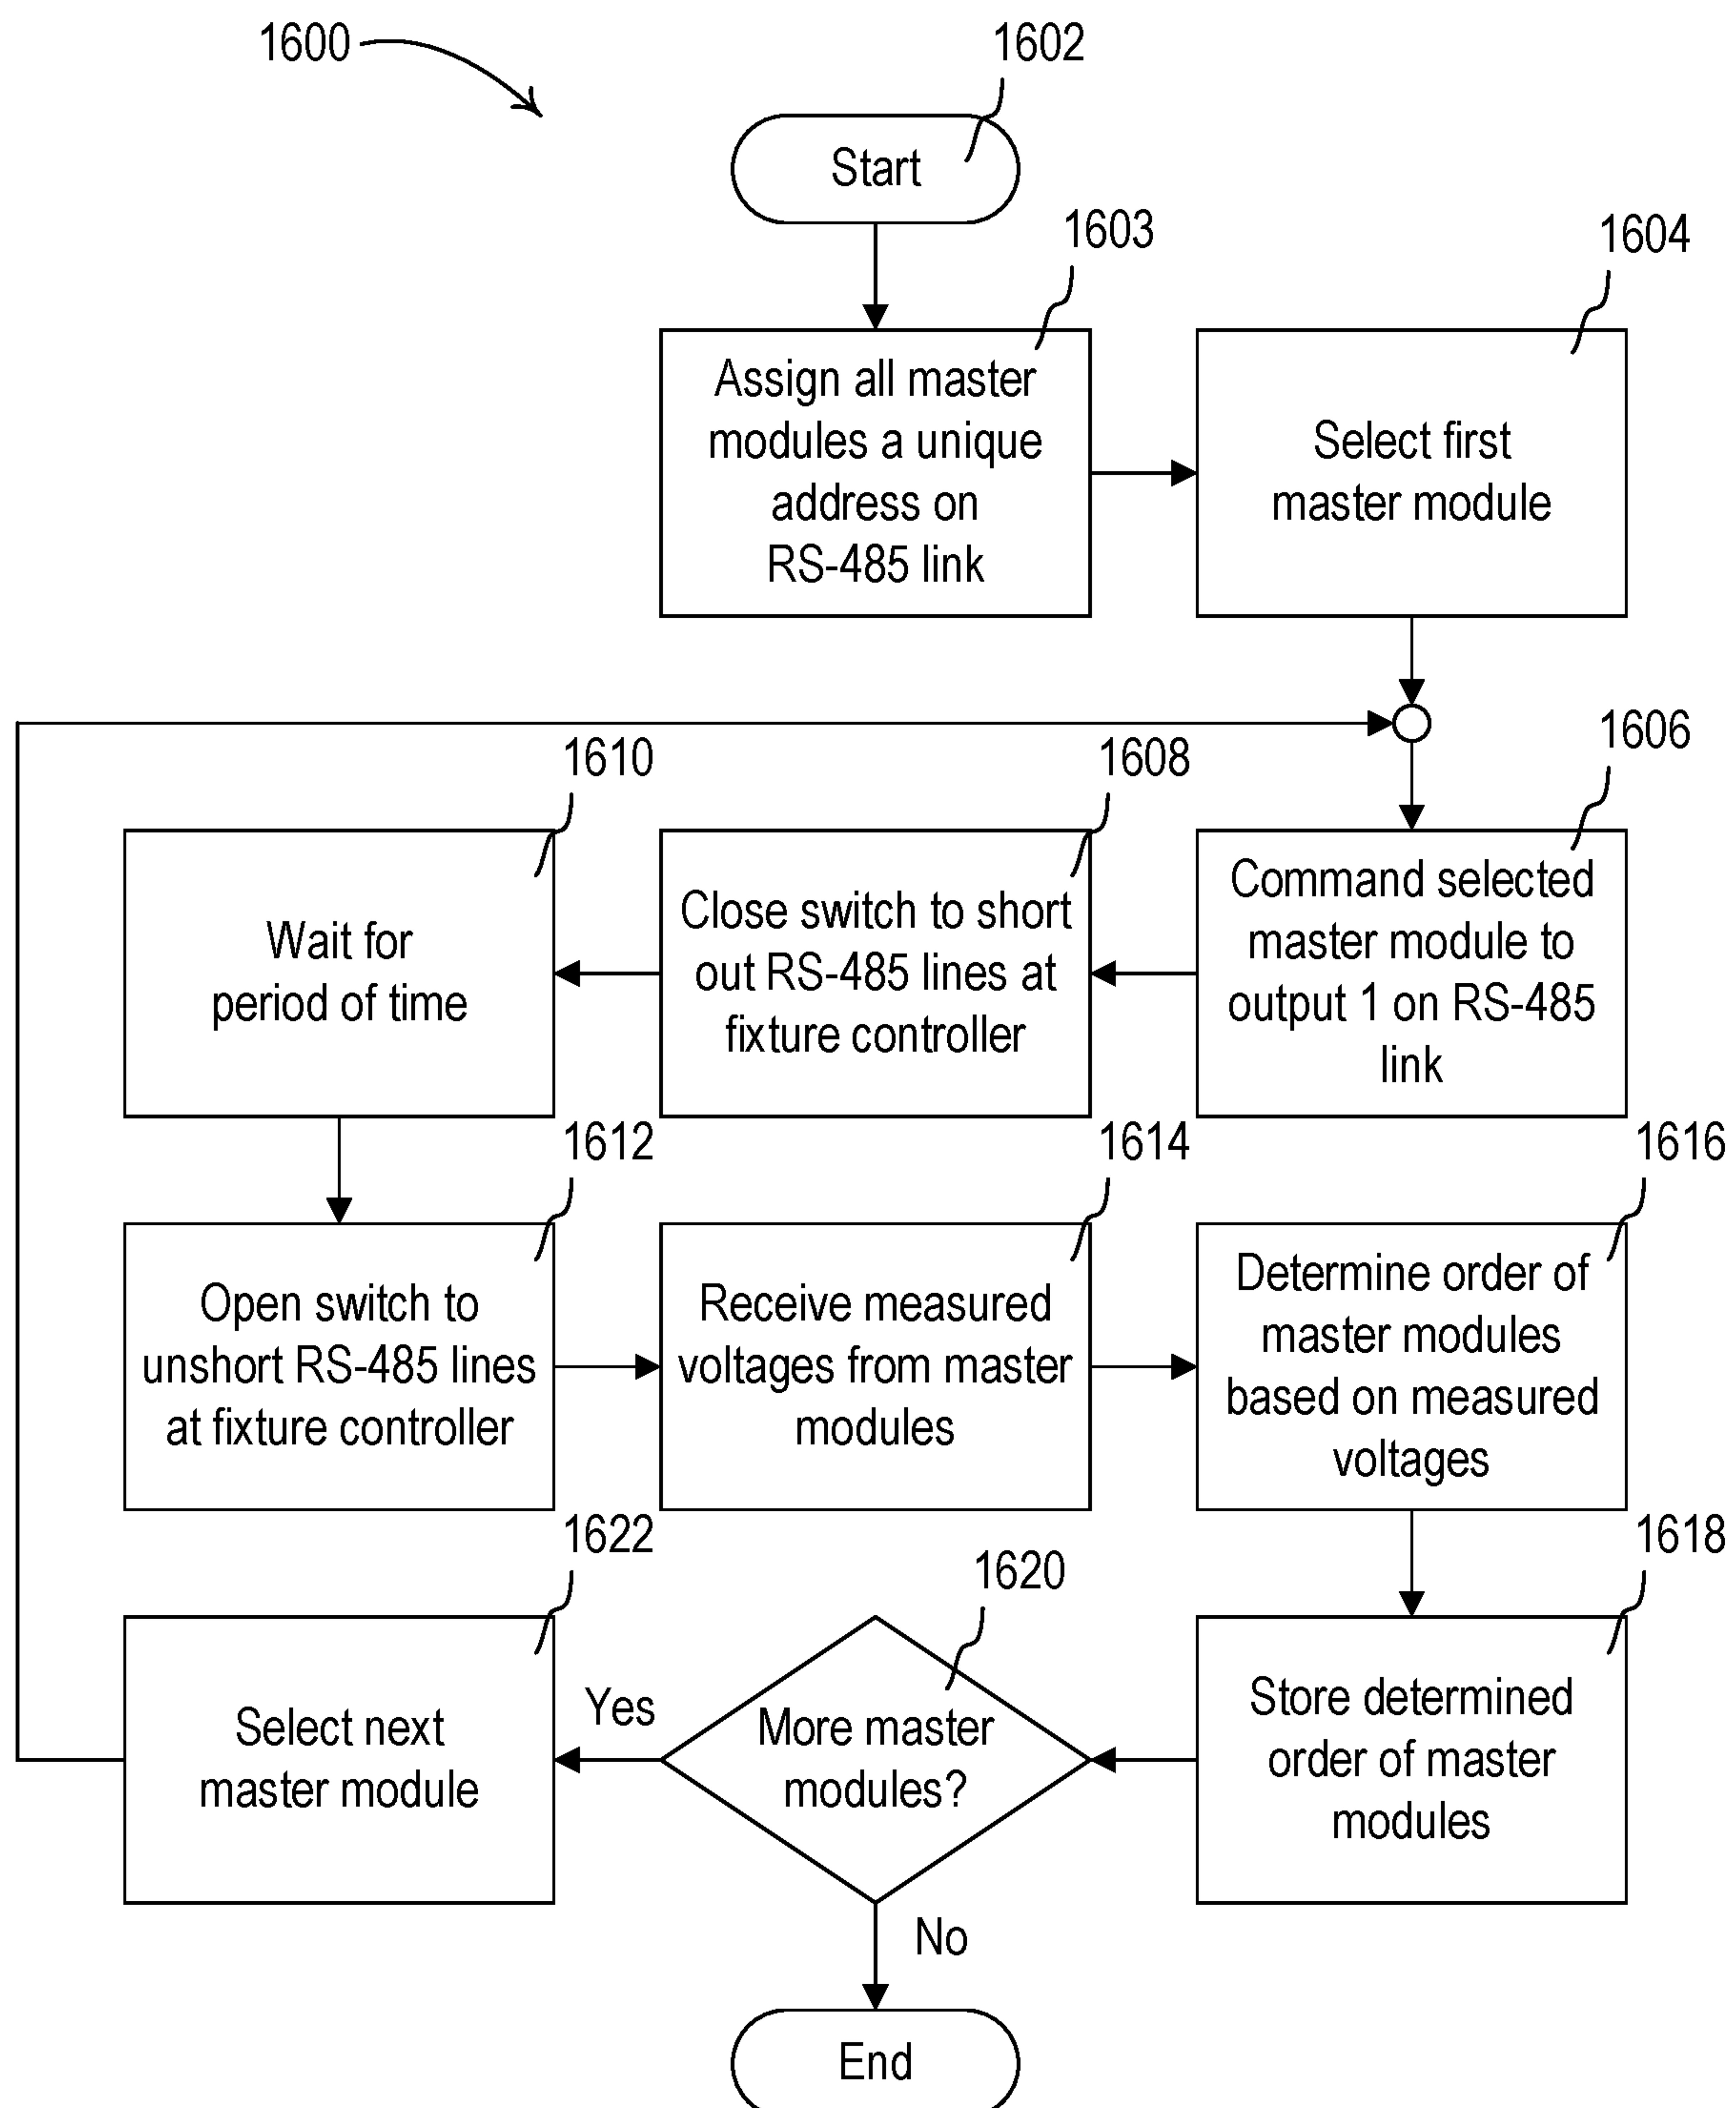 1600
1602
Start
1603
1604
Assign all master
modules a unique
address on
RS-485 link
Select first
master module
1610
1608
1606
Wait for
period of time
Close switch to short
out RS-485 lines at
fixture controller
Command selected
master module to
output 1 on RS-485
link
1612
1614
1616
Open switch to
unshort RS-485 lines
at fixture controller
Receive measured
voltages from master
modules
Determine order of
master modules
based on measured
voltages
1622
1620
1618
Select next
master module
Yes
More master
modules?
Store determined
order of master
modules
No
End